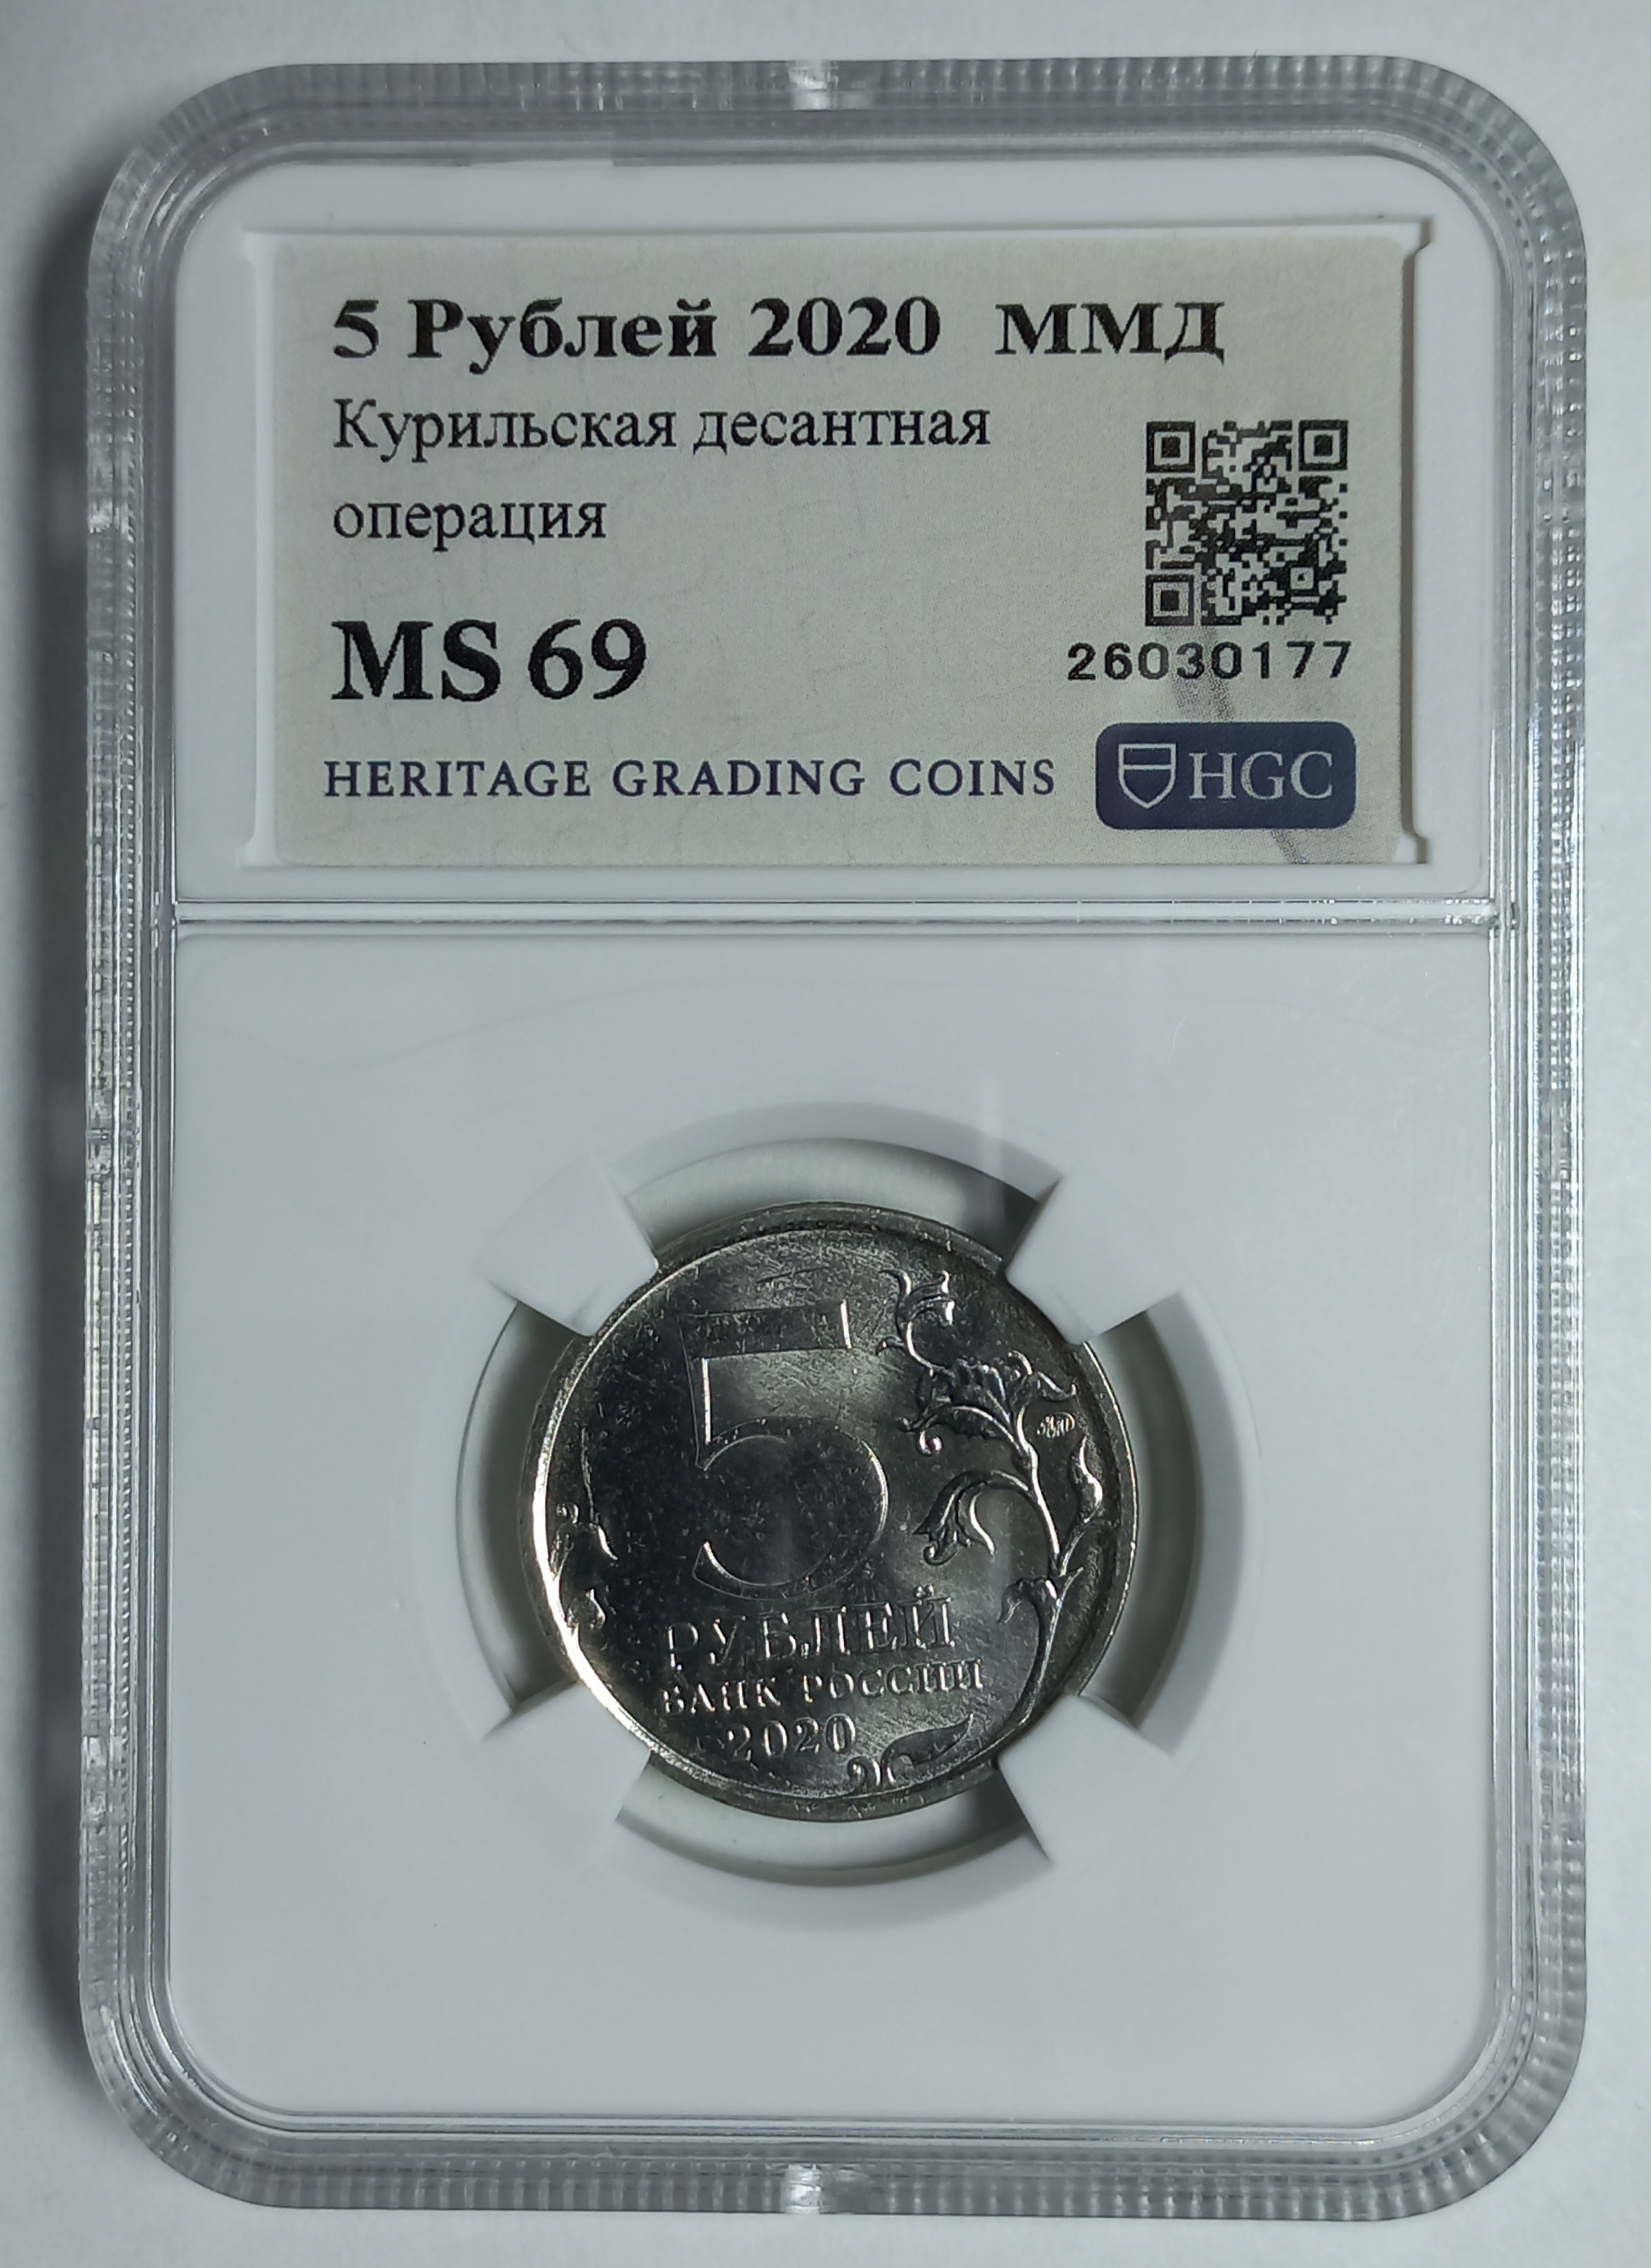 5 Рублей 2020 ММД
Курильская десантная
операция
MS 69
26030177
HERITAGE GRADING COINS
HGC
5
РУБЛЕЙ
БАНК РОССИИ
2020